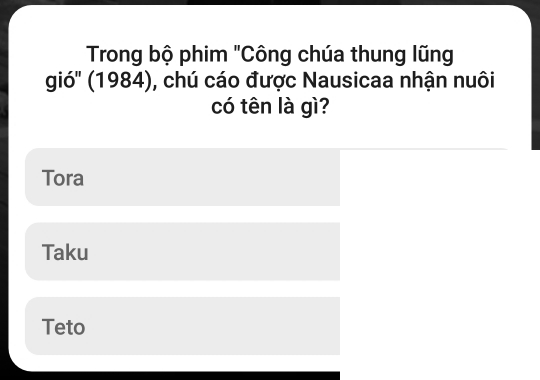 Trong bộ phim "Công chúa thung lũng
gió" (1984), chú cáo được Nausicaa nhận nuôi
có tên là gì?
Tora
Taku
Teto